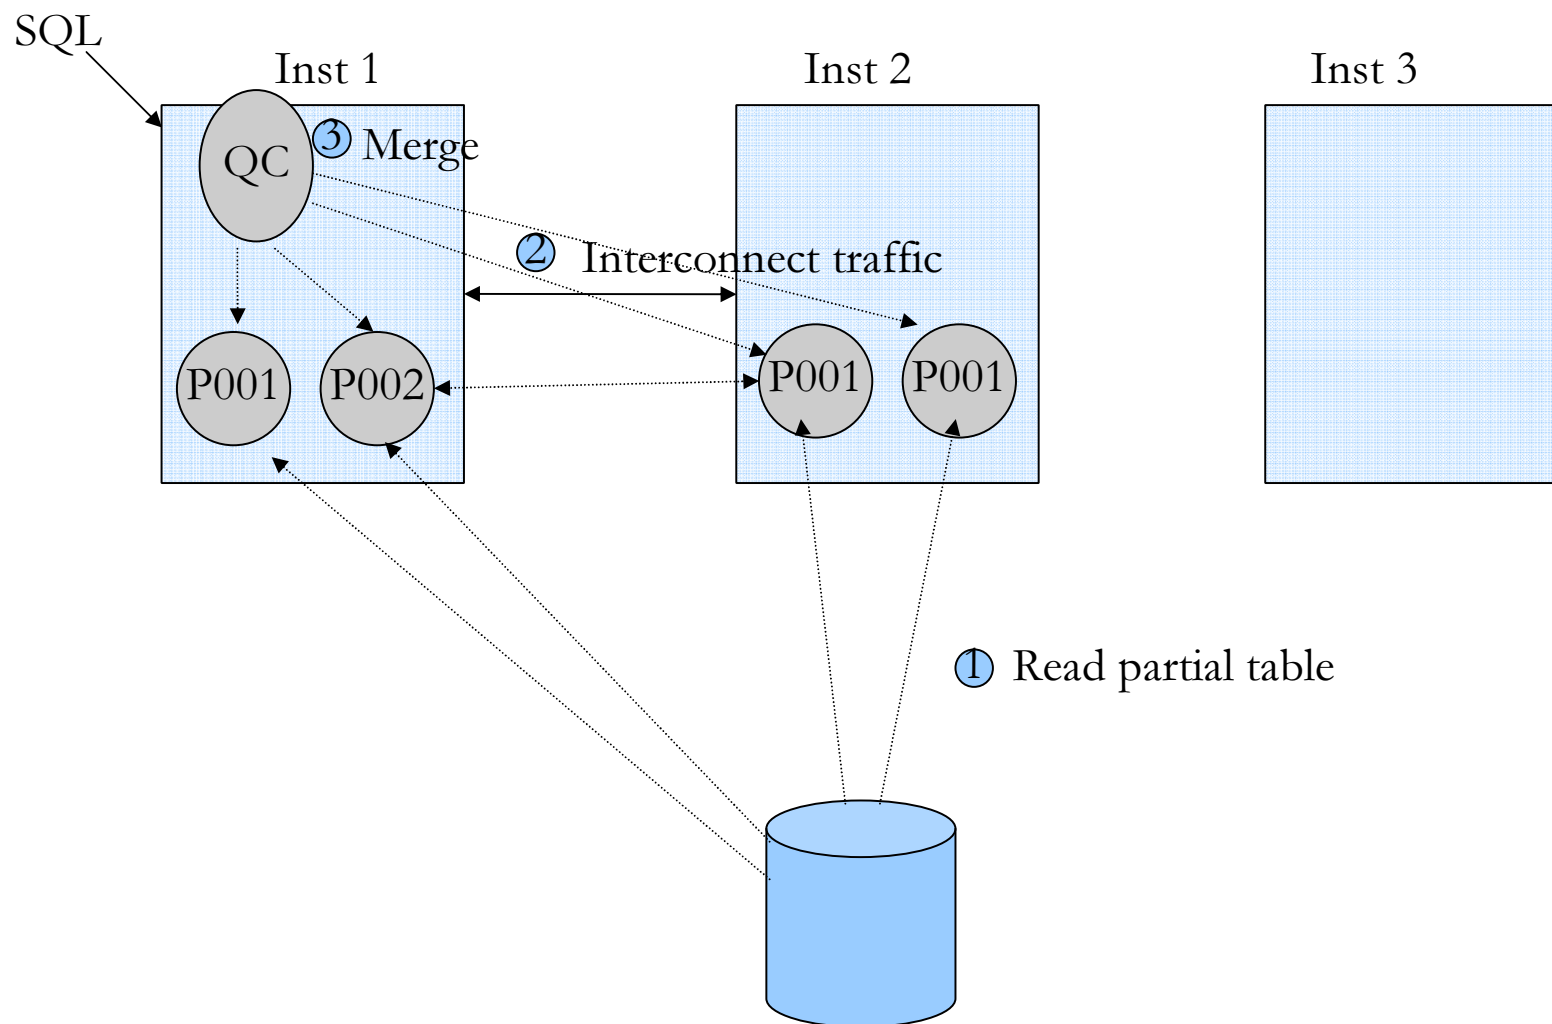 SQL
Inst 1
Inst 2
Inst 3
QC
3 Merge
2 Interconnect traffic
P001
P002
P001
P001
1 Read partial table